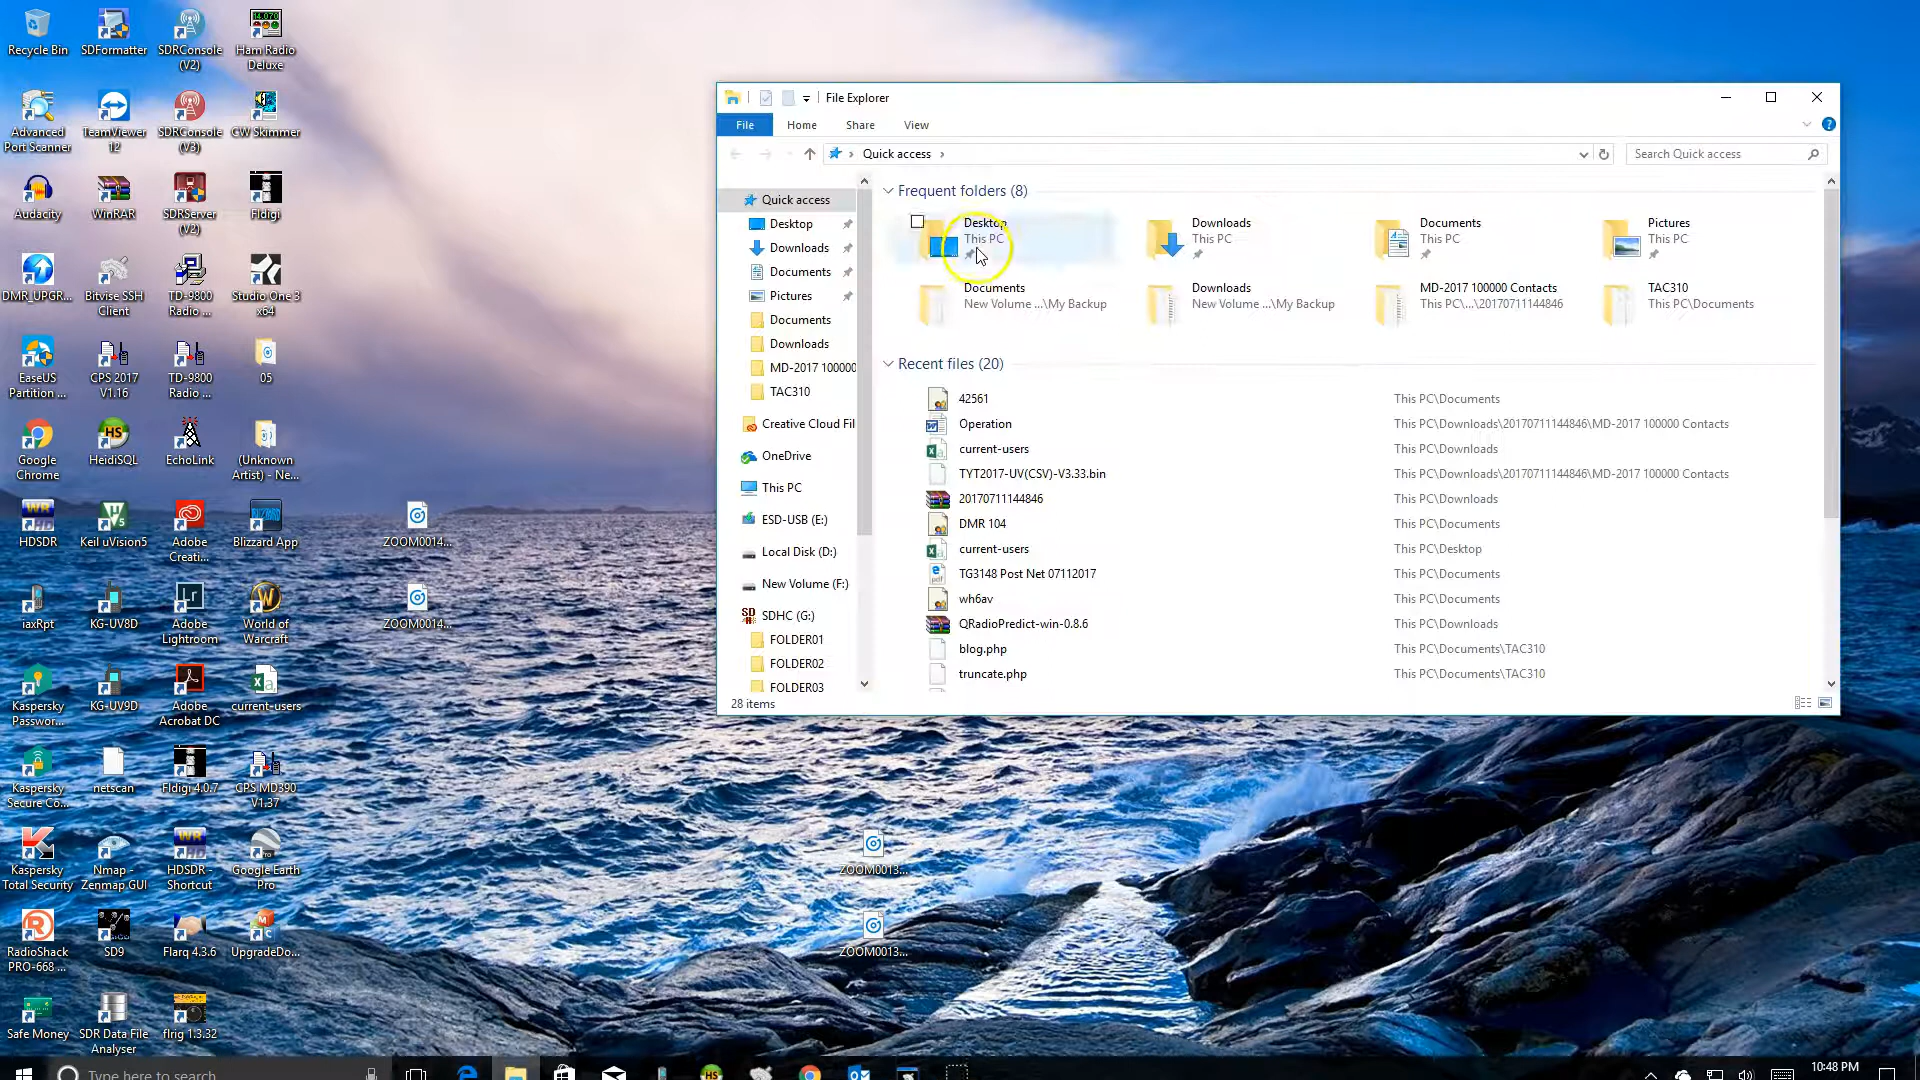 Recycle Bin
SDFormatter
SDRConsole
(V2)
Ham Radio
Deluxe
Advanced
Port Scanner
TeamViewer
12
SDRConsole
(V3)
CW Skimmer
Audacity
WinRAR
SDRServer
(V2)
Fldigi
DMR_UPGR...
Bitvise SSH
Client
TD-9800
Radio ...
Studio One 3
x64
EaseUS
Partition ...
CPS 2017
V1.16
TD-9800
Radio ...
05
Google
Chrome
HeidiSQL
EchoLink
(Unknown
Artist) - Ne...
HDSDR
Keil uVision5
Adobe
Creati...
Blizzard App
iaxRpt
KG-UV8D
Adobe
Lightroom
World of
Warcraft
Kaspersky
Passwor...
KG-UV9D
Adobe
Acrobat DC
current-users
Kaspersky
Secure Co...
netscan
Fldigi 4.0.7
CPS MD390
V1.37
Kaspersky
Total Security
Nmap -
Zenmap GUI
HDSDR -
Shortcut
Google Earth
Pro
RadioShack
PRO-668 ...
SD9
Flarq 4.3.6
UpgradeDo...
Safe Money
SDR Data File
Analyser
flrig 1.3.32
ZOOM0014...
ZOOM0014...
ZOOM0013...
ZOOM0013...
File Explorer
File Home Share View
Quick access
Search Quick access
Quick access
Desktop
Downloads
Documents
Pictures
Documents
Downloads
MD-2017 100000
TAC310
Creative Cloud Fil
OneDrive
This PC
ESD-USB (E:)
Local Disk (D:)
New Volume (F:)
SDHC (G:)
FOLDER01
FOLDER02
FOLDER03
Frequent folders (8)
Desktop
This PC
Downloads
This PC
Documents
This PC
Pictures
This PC
Documents
New Volume ...\My Backup
Downloads
New Volume ...\My Backup
MD-2017 100000 Contacts
This PC\...\20170711144846
TAC310
This PC\Documents
Recent files (20)
42561 This PC\Documents
Operation This PC\Downloads\20170711144846\MD-2017 100000 Contacts
current-users This PC\Downloads
TYT2017-UV(CSV)-V3.33.bin This PC\Downloads\20170711144846\MD-2017 100000 Contacts
20170711144846 This PC\Downloads
DMR 104 This PC\Documents
current-users This PC\Desktop
TG3148 Post Net 07112017 This PC\Documents
wh6av This PC\Documents
QRadioPredict-win-0.8.6 This PC\Downloads
blog.php This PC\Documents\TAC310
truncate.php This PC\Documents\TAC310
28 items
Type here to search
10:48 PM